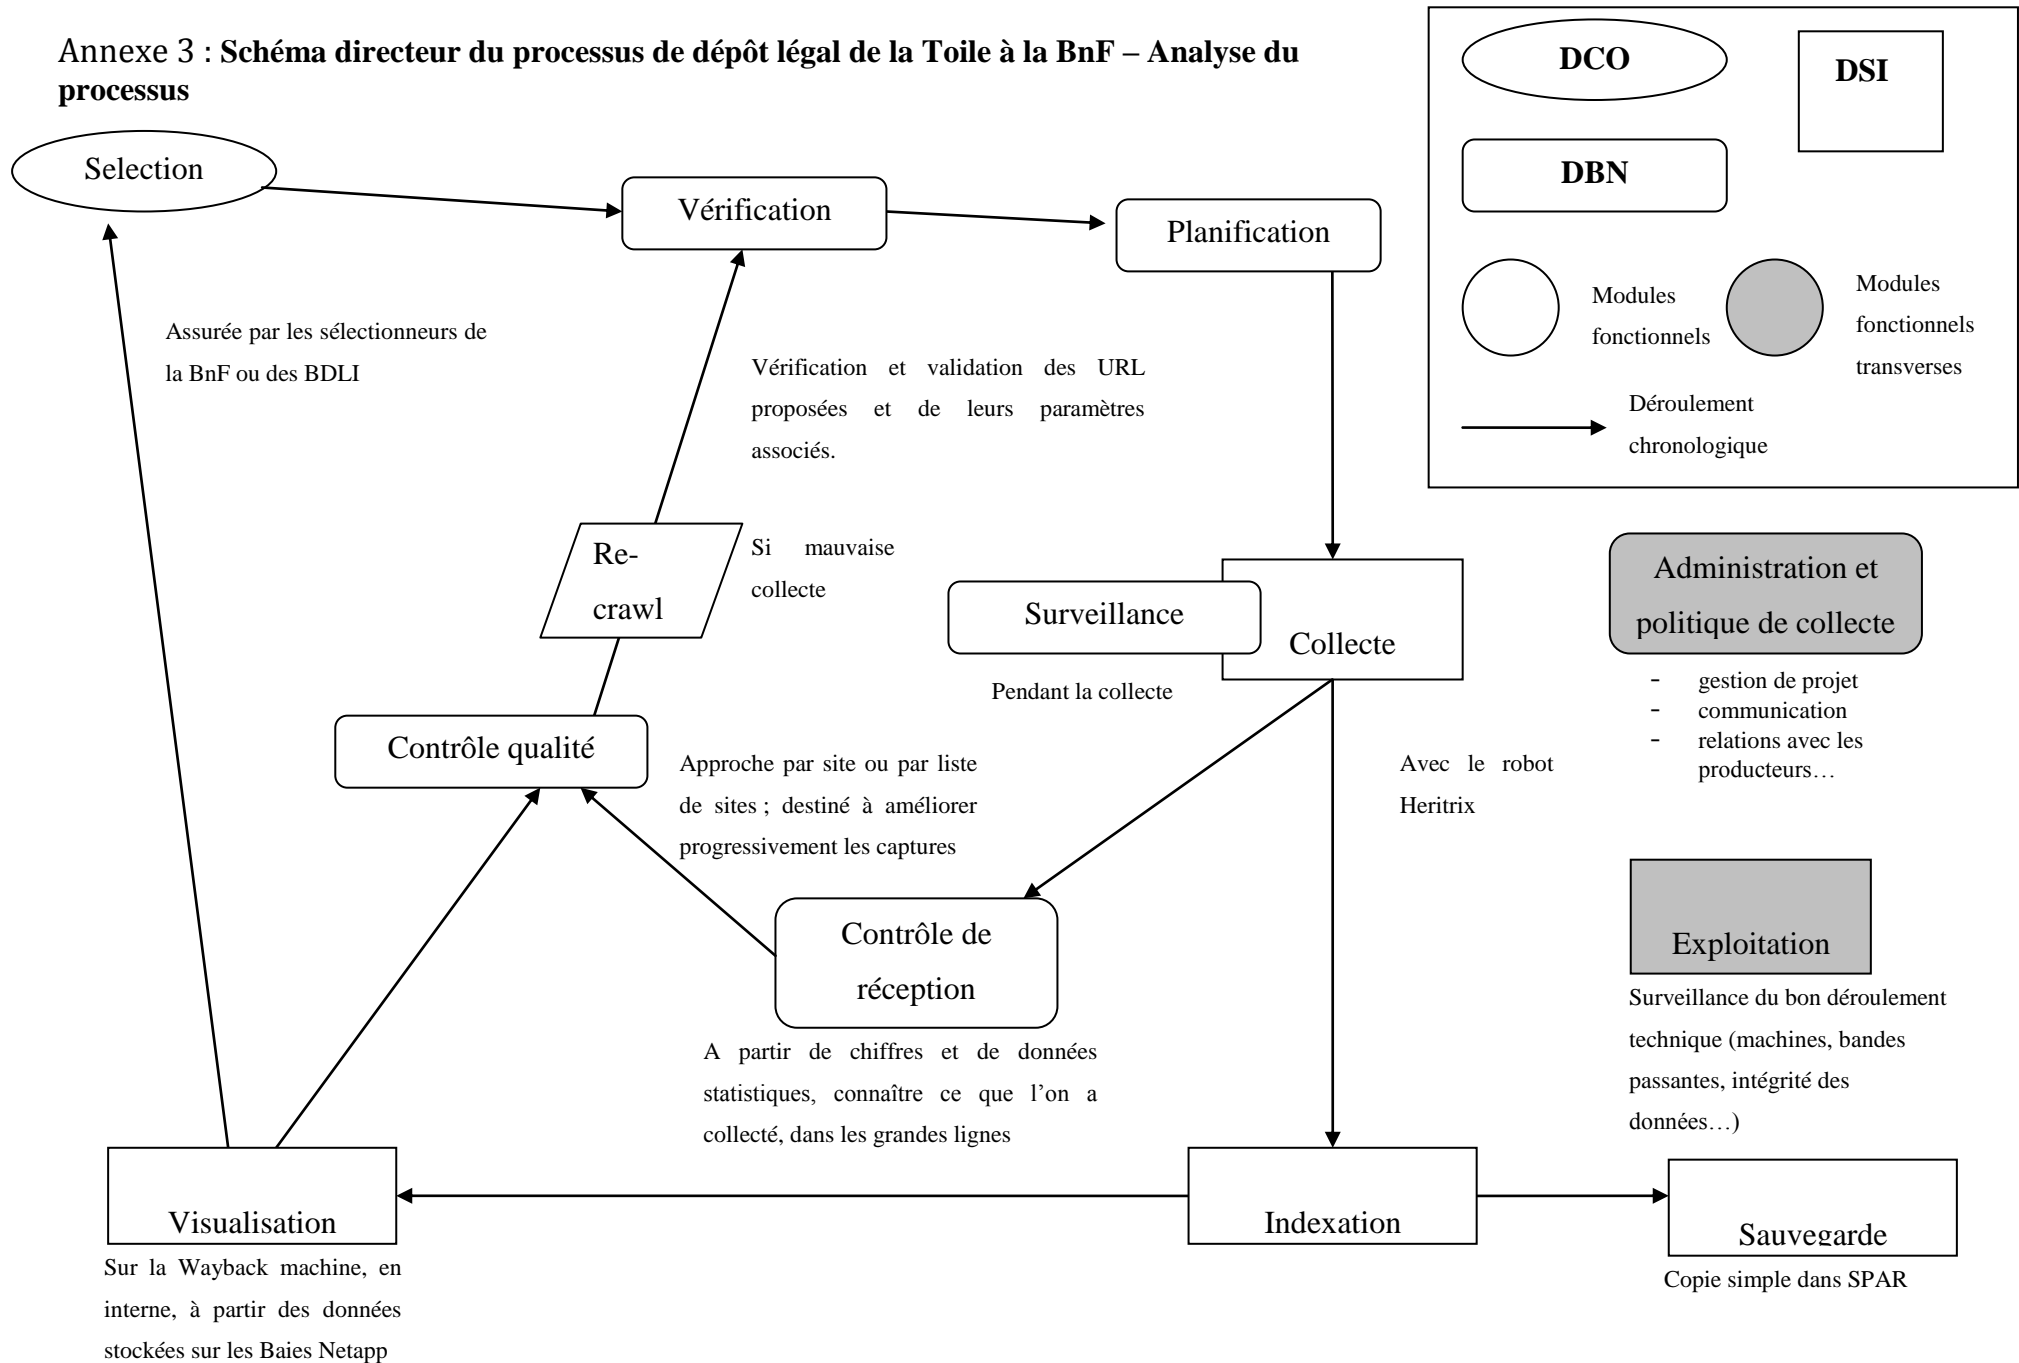 Annexe 3 : Schéma directeur du processus de dépôt légal de la Toile à la BnF – Analyse du
processus
DCO
DSI
DBN
Modules
fonctionnels
Modules
fonctionnels
transverses
Déroulement
chronologique
Selection
Vérification
Planification
Assurée par les sélectionneurs de
la BnF ou des BDLI
Vérification et validation des URL
proposées et de leurs paramètres
associés.
Re-
crawl
Si mauvaise
collecte
Surveillance
Collecte
Pendant la collecte
Administration et
politique de collecte
- gestion de projet
- communication
- relations avec les
producteurs…
Contrôle qualité
Approche par site ou par liste
de sites ; destiné à améliorer
progressivement les captures
Avec le robot
Heritrix
Contrôle de
réception
A partir de chiffres et de données
statistiques, connaître ce que l’on a
collecté, dans les grandes lignes
Exploitation
Surveillance du bon déroulement
technique (machines, bandes
passantes, intégrité des
données…)
Visualisation
Sur la Wayback machine, en
interne, à partir des données
stockées sur les Baies Netapp
Indexation
Sauvegarde
Copie simple dans SPAR